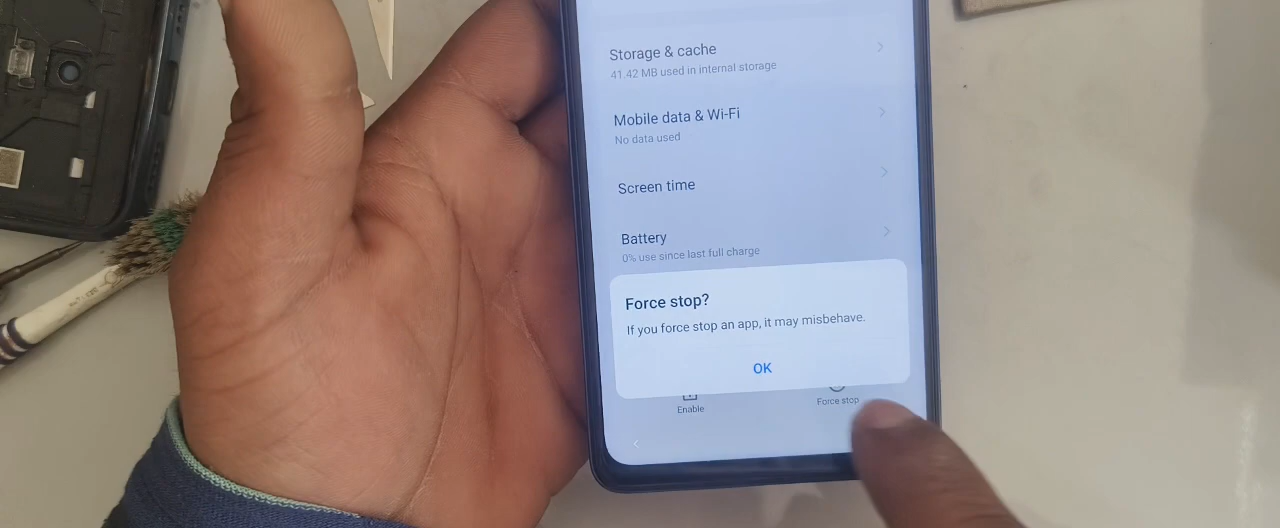 Storage & cache
41.42 MB used in internal storage
Mobile data & Wi-Fi
No data used
Screen time
Battery
0% use since last full charge
Force stop?
If you force stop an app, it may misbehave.
OK
Enable
Force stop